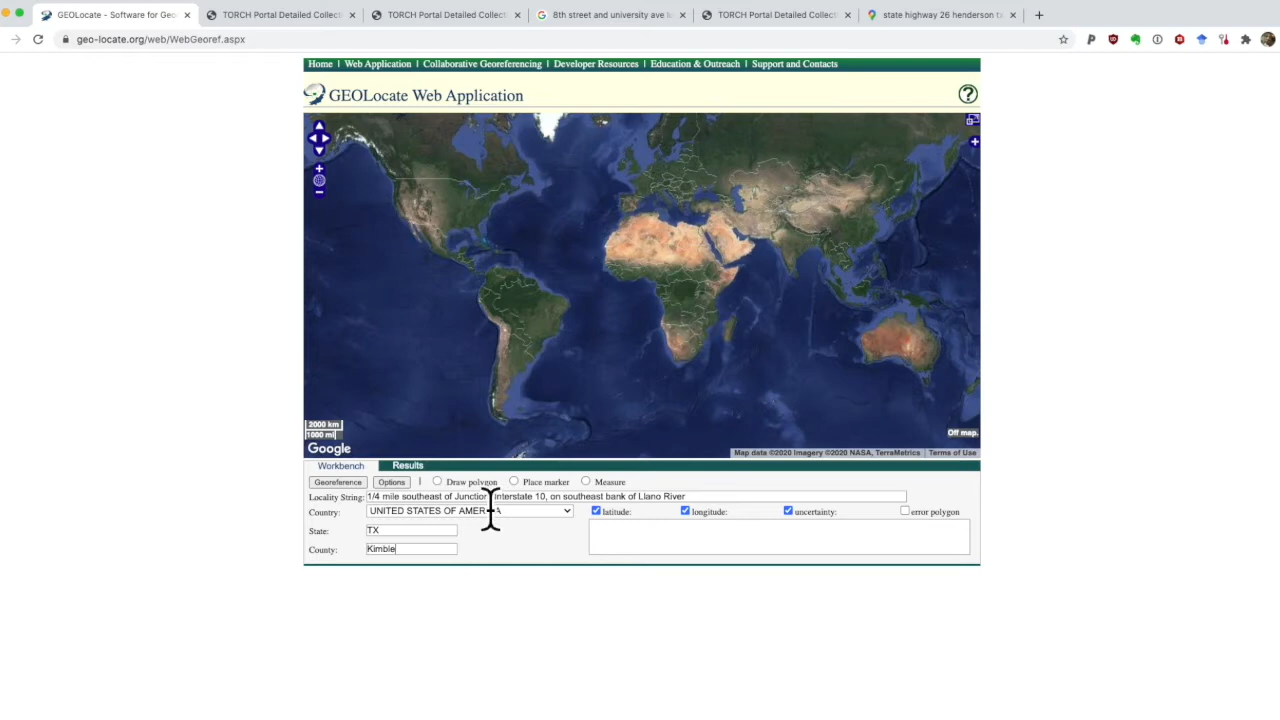 GEOLocate - Software for Geo
TORCH Portal Detailed Collect
TORCH Portal Detailed Collect
8th street and university ave
TORCH Portal Detailed Collect
state highway 26 henderson
geo-locate.org/web/WebGeoref.aspx
Home | Web Application | Collaborative Georeferencing | Developer Resources | Education & Outreach | Support and Contacts
GEOLocate Web Application
2000 km
1000 mi
Off map.
Google
Map data ©2020 Imagery ©2020 NASA, TerraMetrics
Terms of Use
Workbench
Results
Georeference
Options
|
Draw polygon
Place marker
Measure
Locality String: 1/4 mile southeast of Junction Interstate 10, on southeast bank of Llano River
Country: UNITED STATES OF AMERICA
latitude:
longitude:
uncertainty:
error polygon
State: TX
County: Kimble